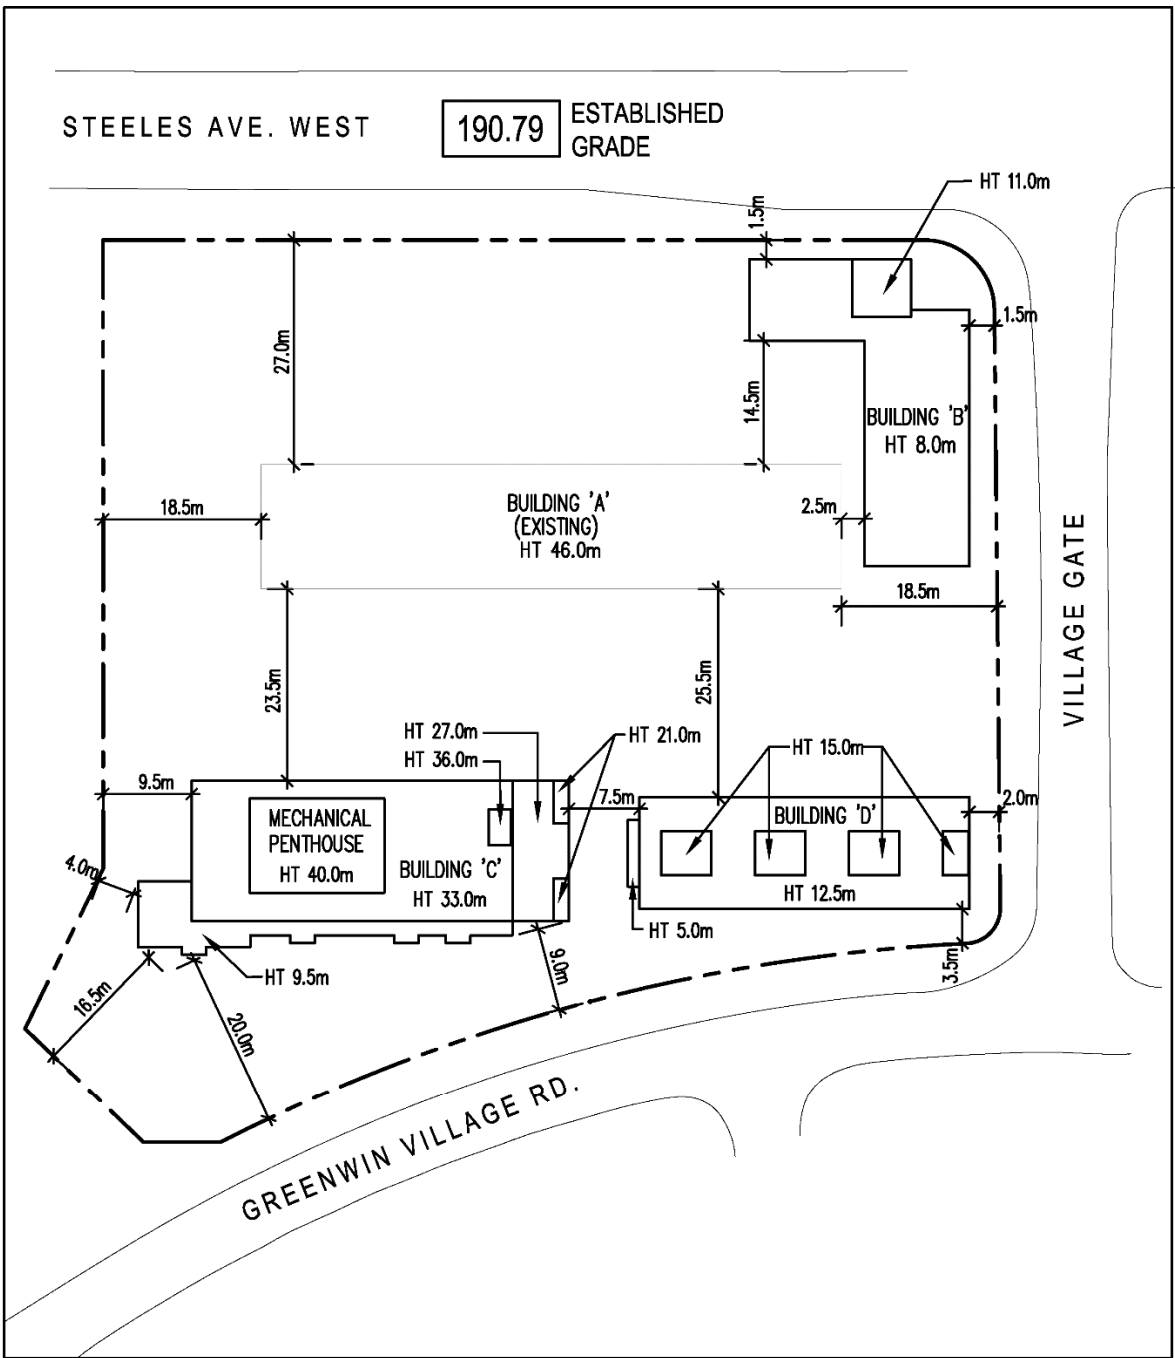 STEELES AVE. WEST
190.79
ESTABLISHED
GRADE
HT 11.0m
1.5m
1.5m
27.0m
14.5m
BUILDING 'B'
HT 8.0m
18.5m
BUILDING 'A'
(EXISTING)
HT 46.0m
2.5m
18.5m
VILLAGE GATE
23.5m
25.5m
HT 27.0m
HT 36.0m
HT 21.0m
HT 15.0m
9.5m
7.5m
2.0m
MECHANICAL
PENTHOUSE
HT 40.0m
BUILDING 'C'
HT 33.0m
BUILDING 'D'
HT 12.5m
4.0m
HT 5.0m
HT 9.5m
9.0m
3.5m
16.5m
20.0m
GREENWIN VILLAGE RD.